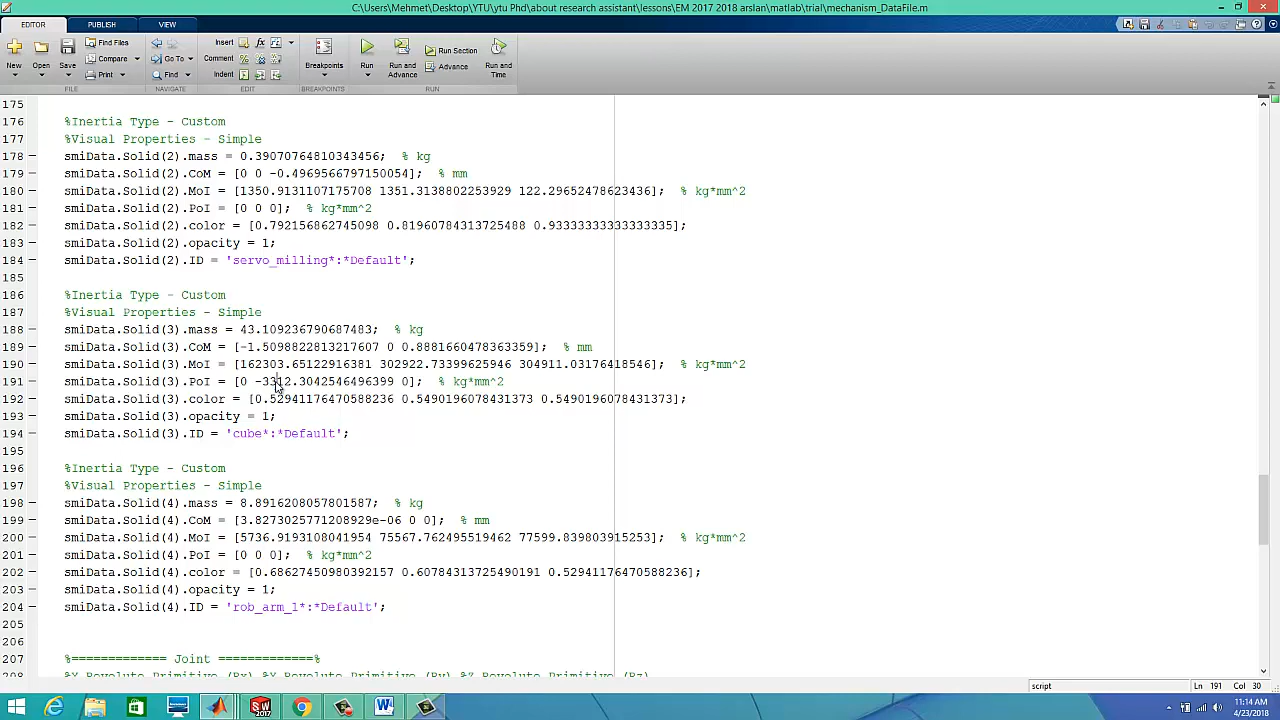 C:\Users\Mehmet\Desktop\YTU\ytu Phd\about research assistant\lessons\EM 2017 2018 arslan\matlab\trial\mechanism_DataFile.m
EDITOR PUBLISH VIEW
New Open Save Find Files Compare Print Go To Find Insert fx Comment Indent Breakpoints Run Run and Advance Run Section Advance Run and Time
FILE NAVIGATE EDIT BREAKPOINTS RUN
175
176 %Inertia Type - Custom
177 %Visual Properties - Simple
178 smiData.Solid(2).mass = 0.39070764810343456; % kg
179 smiData.Solid(2).CoM = [0 0 -0.4969566797150054]; % mm
180 smiData.Solid(2).MoI = [1350.9131107175708 1351.3138802253929 122.29652478623436]; % kg*mm^2
181 smiData.Solid(2).PoI = [0 0 0]; % kg*mm^2
182 smiData.Solid(2).color = [0.792156862745098 0.81960784313725488 0.93333333333333335];
183 smiData.Solid(2).opacity = 1;
184 smiData.Solid(2).ID = 'servo_milling*:*Default';
185
186 %Inertia Type - Custom
187 %Visual Properties - Simple
188 smiData.Solid(3).mass = 43.109236790687483; % kg
189 smiData.Solid(3).CoM = [-1.5098822813217607 0 0.8881660478363359]; % mm
190 smiData.Solid(3).MoI = [162303.65122916381 302922.73399625946 304911.03176418546]; % kg*mm^2
191 smiData.Solid(3).PoI = [0 -3312.3042546496399 0]; % kg*mm^2
192 smiData.Solid(3).color = [0.52941176470588236 0.5490196078431373 0.5490196078431373];
193 smiData.Solid(3).opacity = 1;
194 smiData.Solid(3).ID = 'cube*:*Default';
195
196 %Inertia Type - Custom
197 %Visual Properties - Simple
198 smiData.Solid(4).mass = 8.8916208057801587; % kg
199 smiData.Solid(4).CoM = [3.8273025771208929e-06 0 0]; % mm
200 smiData.Solid(4).MoI = [5736.9193108041954 75567.762495519462 77599.839803915253]; % kg*mm^2
201 smiData.Solid(4).PoI = [0 0 0]; % kg*mm^2
202 smiData.Solid(4).color = [0.68627450980392157 0.60784313725490191 0.52941176470588236];
203 smiData.Solid(4).opacity = 1;
204 smiData.Solid(4).ID = 'rob_arm_1*:*Default';
205
206
207 %============= Joint =============%
script Ln 191 Col 30
11:14 AM
4/23/2018